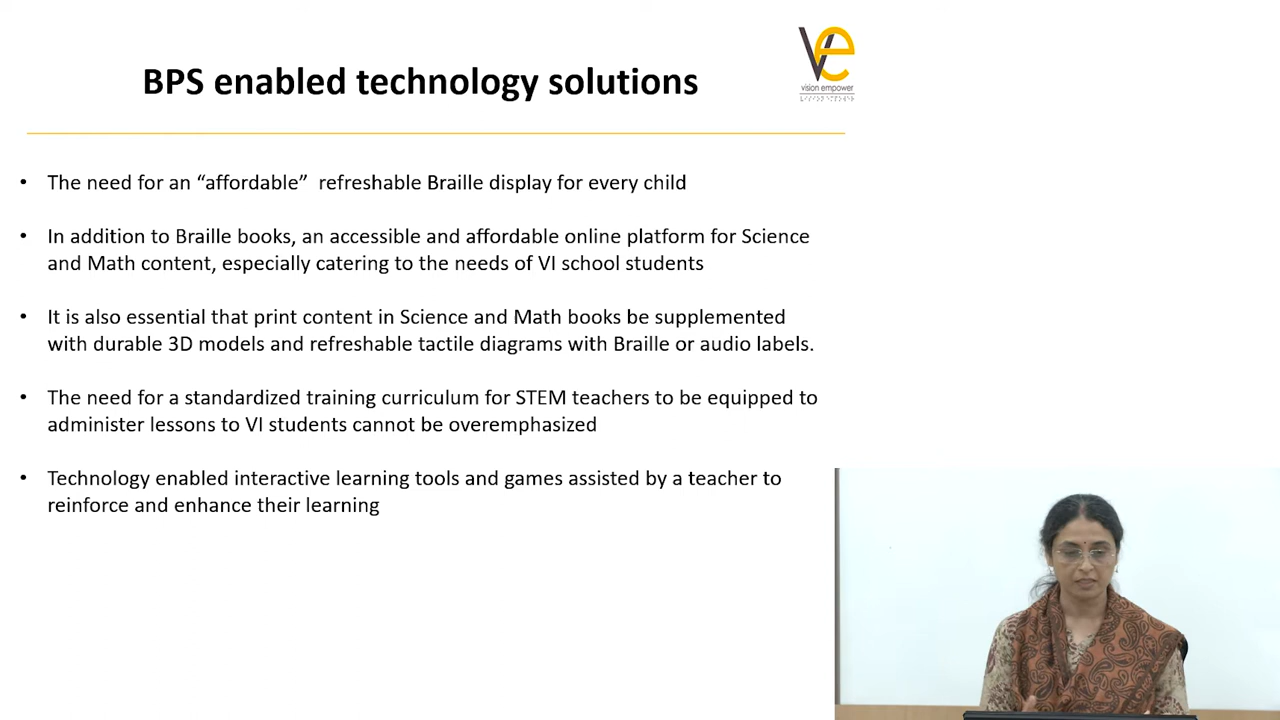 BPS enabled technology solutions
vision empower
• The need for an “affordable”  refreshable Braille display for every child
• In addition to Braille books, an accessible and affordable online platform for Science
and Math content, especially catering to the needs of VI school students
• It is also essential that print content in Science and Math books be supplemented
with durable 3D models and refreshable tactile diagrams with Braille or audio labels.
• The need for a standardized training curriculum for STEM teachers to be equipped to
administer lessons to VI students cannot be overemphasized
• Technology enabled interactive learning tools and games assisted by a teacher to
reinforce and enhance their learning